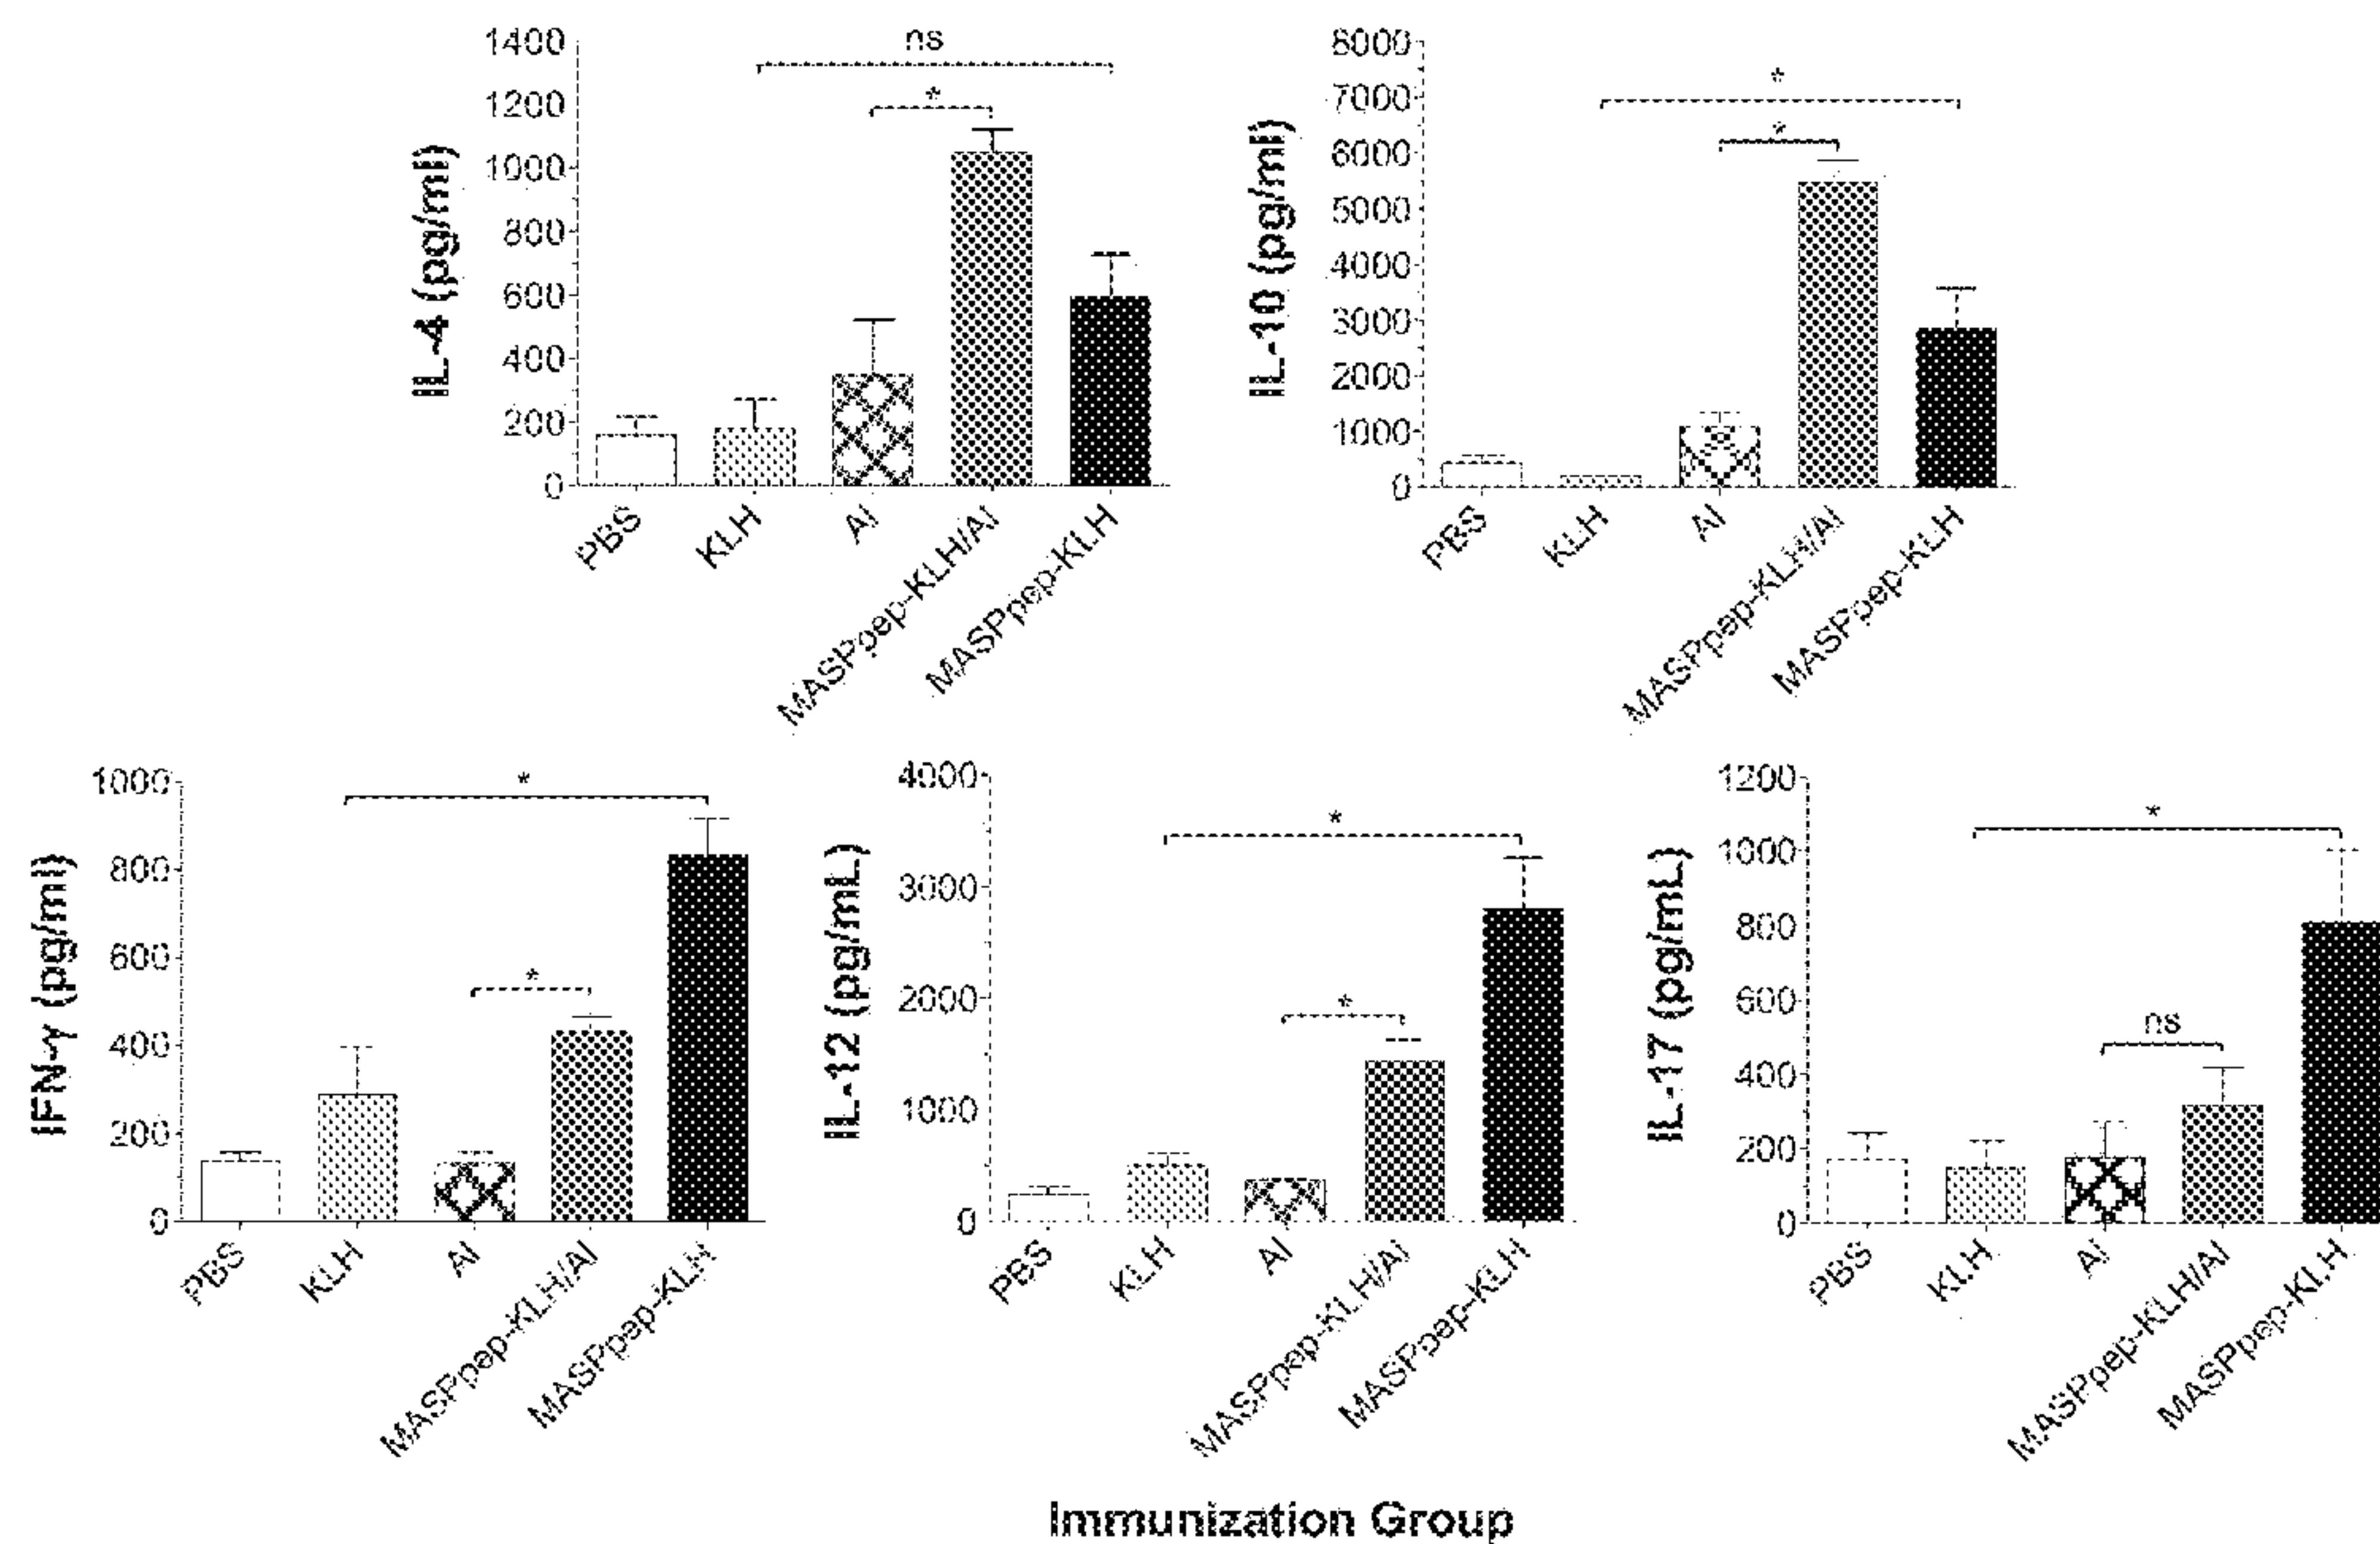 IL-4 (pg/ml)
1400
1200
1000
800
600
400
200
0
ns
*
PBS
KLH
Al
MASPpep-KLH/Al
MASPpep-KLH
IL-10 (pg/ml)
8000
7000
6000
5000
4000
3000
2000
1000
0
*
*
PBS
KLH
Al
MASPpep-KLH/Al
MASPpep-KLH
IFN-γ (pg/ml)
1000
800
600
400
200
0
*
*
PBS
KLH
Al
MASPpep-KLH/Al
MASPpep-KLH
IL-12 (pg/mL)
4000
3000
2000
1000
0
*
*
PBS
KLH
Al
MASPpep-KLH/Al
MASPpep-KLH
IL-17 (pg/mL)
1200
1000
800
600
400
200
0
*
ns
PBS
KLH
Al
MASPpep-KLH/Al
MASPpep-KLH
Immunization Group